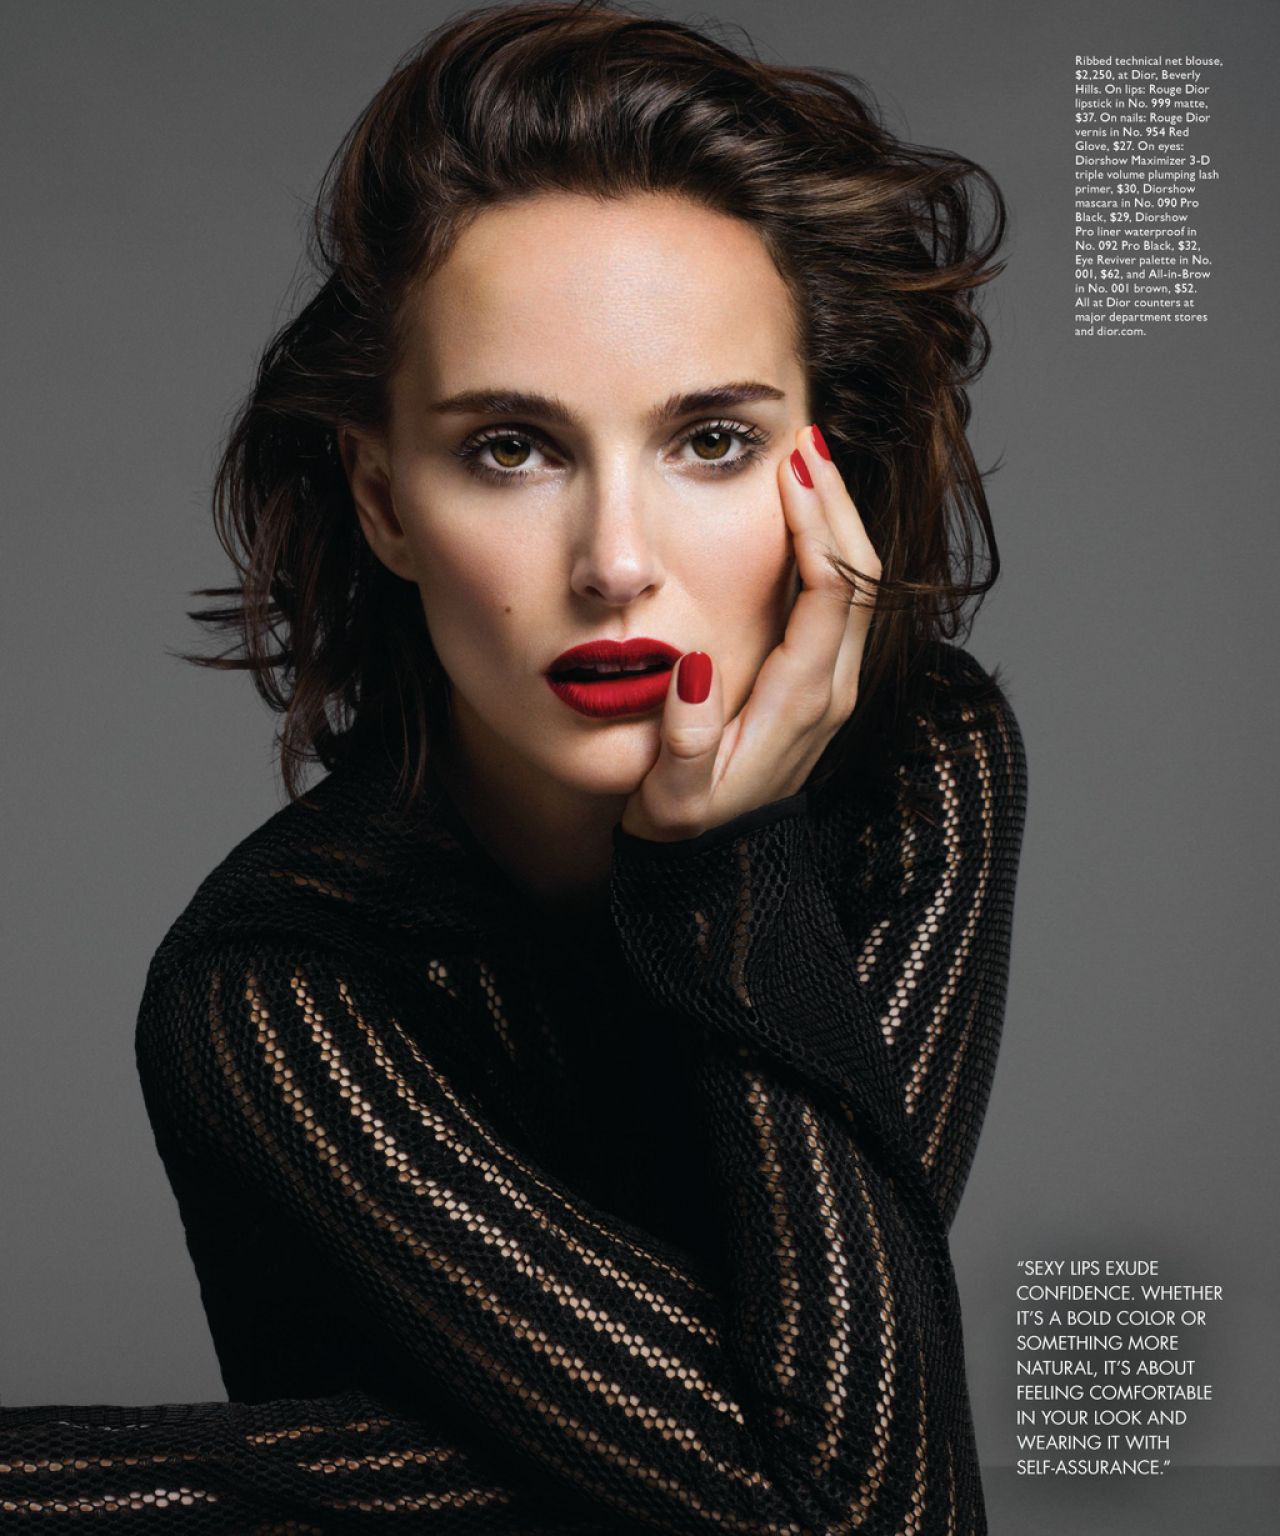 Ribbed technical net blouse,
$2,250, at Dior, Beverly
Hills. On lips: Rouge Dior
lipstick in No. 999 matte,
$37. On nails: Rouge Dior
vernis in No. 954 Red
Glove, $27. On eyes:
Diorshow Maximizer 3-D
triple volume plumping lash
primer, $30, Diorshow
mascara in No. 090 Pro
Black, $29, Diorshow
Pro liner waterproof in
No. 092 Pro Black, $32,
Eye Reviver palette in No.
001, $62, and All-in-Brow
in No. 001 brown, $52.
All at Dior counters at
major department stores
and dior.com.
“SEXY LIPS EXUDE
CONFIDENCE. WHETHER
IT’S A BOLD COLOR OR
SOMETHING MORE
NATURAL, IT’S ABOUT
FEELING COMFORTABLE
IN YOUR LOOK AND
WEARING IT WITH
SELF-ASSURANCE.”